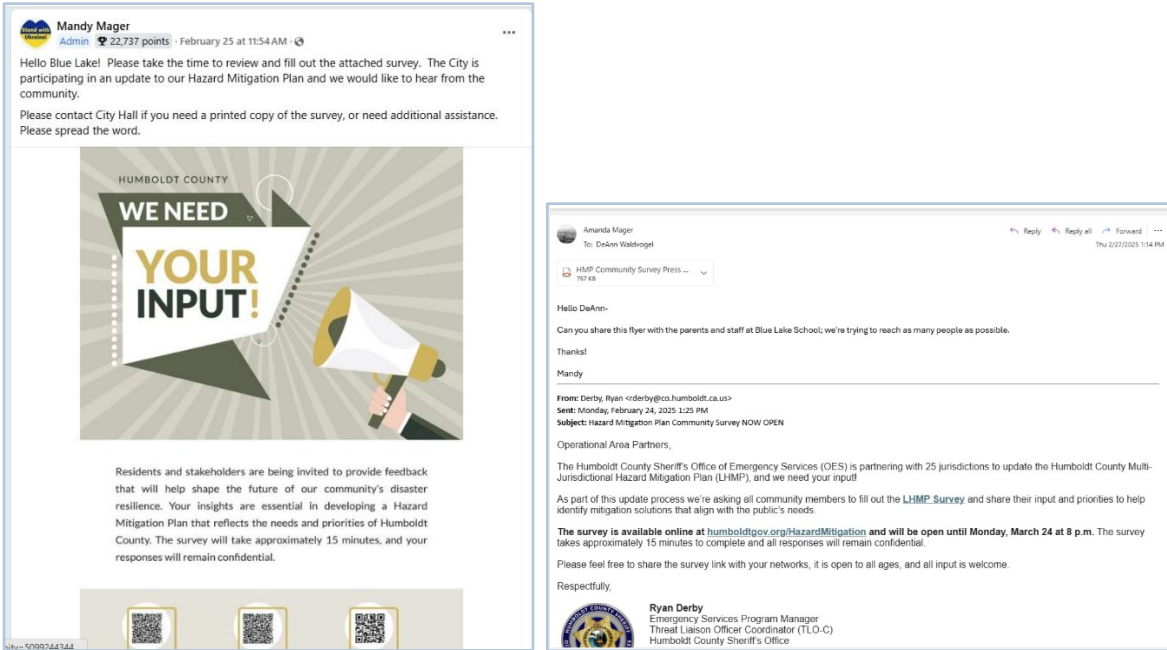 Stand with
Ukraine!
Mandy Mager
Admin 22,737 points · February 25 at 11:54 AM ·
Hello Blue Lake! Please take the time to review and fill out the attached survey. The City is
participating in an update to our Hazard Mitigation Plan and we would like to hear from the
community.
Please contact City Hall if you need a printed copy of the survey, or need additional assistance.
Please spread the word.
HUMBOLDT COUNTY
WE NEED
YOUR
INPUT!
Residents and stakeholders are being invited to provide feedback
that will help shape the future of our community's disaster
resilience. Your insights are essential in developing a Hazard
Mitigation Plan that reflects the needs and priorities of Humboldt
County. The survey will take approximately 15 minutes, and your
responses will remain confidential.
Amanda Mager
To: DeAnn Waldvogel
Reply Reply all Forward
Thu 2/27/2025 1:14 PM
HMP Community Survey Press ...
767 KB
Hello DeAnn-
Can you share this flyer with the parents and staff at Blue Lake School; we're trying to reach as many people as possible.
Thanks!
Mandy
From: Derby, Ryan <rderby@co.humboldt.ca.us>
Sent: Monday, February 24, 2025 1:25 PM
Subject: Hazard Mitigation Plan Community Survey NOW OPEN
Operational Area Partners,
The Humboldt County Sheriff's Office of Emergency Services (OES) is partnering with 25 jurisdictions to update the Humboldt County Multi-
Jurisdictional Hazard Mitigation Plan (LHMP), and we need your input!
As part of this update process we're asking all community members to fill out the LHMP Survey and share their input and priorities to help
identify mitigation solutions that align with the public's needs.
The survey is available online at humboldtgov.org/HazardMitigation and will be open until Monday, March 24 at 8 p.m. The survey
takes approximately 15 minutes to complete and all responses will remain confidential.
Please feel free to share the survey link with your networks, it is open to all ages, and all input is welcome.
Respectfully,
Ryan Derby
Emergency Services Program Manager
Threat Liaison Officer Coordinator (TLO-C)
Humboldt County Sheriff's Office